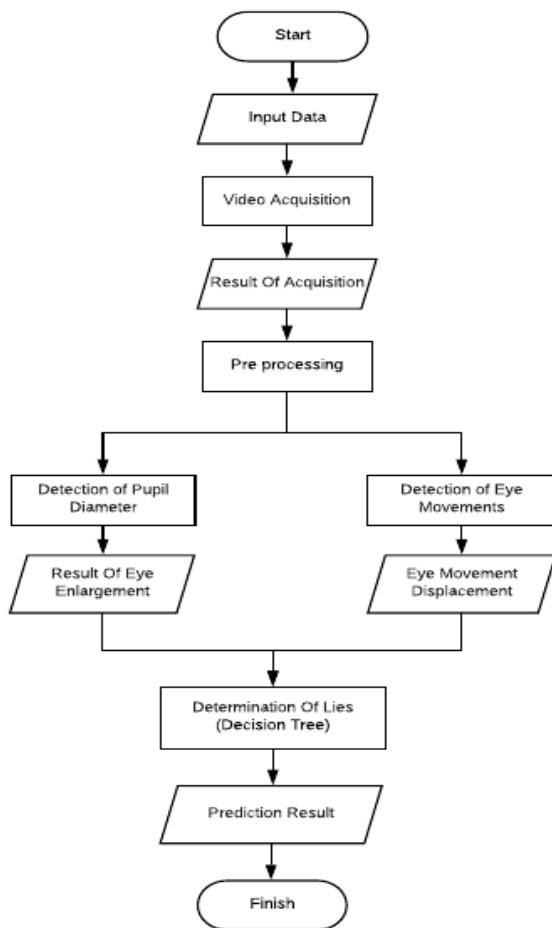 Start
Input Data
Video Acquisition
Result Of Acquisition
Pre processing
Detection of Pupil
Diameter
Detection of Eye
Movements
Result Of Eye
Enlargement
Eye Movement
Displacement
Determination Of Lies
(Decision Tree)
Prediction Result
Finish